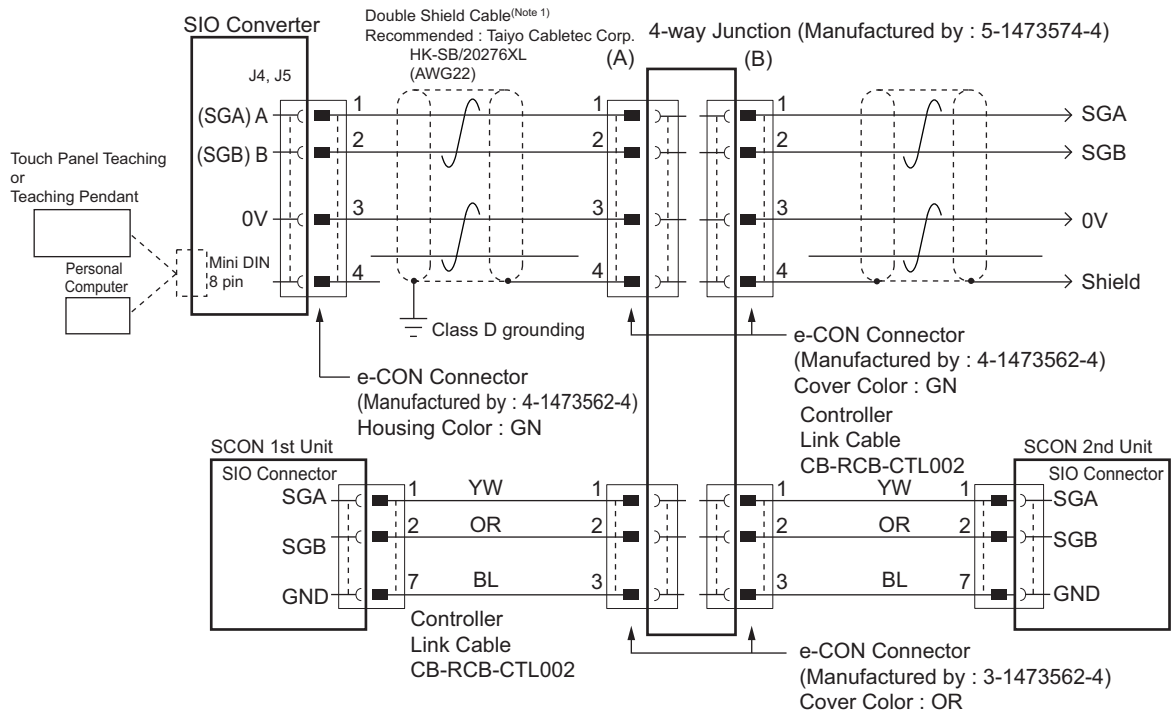 SIO Converter
Double Shield Cable(Note 1)
Recommended : Taiyo Cabletec Corp.
HK-SB/20276XL
(AWG22)
4-way Junction (Manufactured by : 5-1473574-4)
(A)
(B)
J4, J5
(SGA) A
1
1
1
SGA
(SGB) B
2
2
2
SGB
Touch Panel Teaching
or
Teaching Pendant
0V
3
3
3
0V
Personal
Computer
Mini DIN
8 pin
4
4
4
Shield
Class D grounding
e-CON Connector
(Manufactured by : 4-1473562-4)
Housing Color : GN
e-CON Connector
(Manufactured by : 4-1473562-4)
Cover Color : GN
Controller
Link Cable
CB-RCB-CTL002
SCON 1st Unit
SIO Connector
SCON 2nd Unit
SIO Connector
SGA
1
YW
1
1
YW
1
SGA
SGB
2
OR
2
2
OR
2
SGB
GND
7
BL
3
3
BL
7
GND
Controller
Link Cable
CB-RCB-CTL002
e-CON Connector
(Manufactured by : 3-1473562-4)
Cover Color : OR